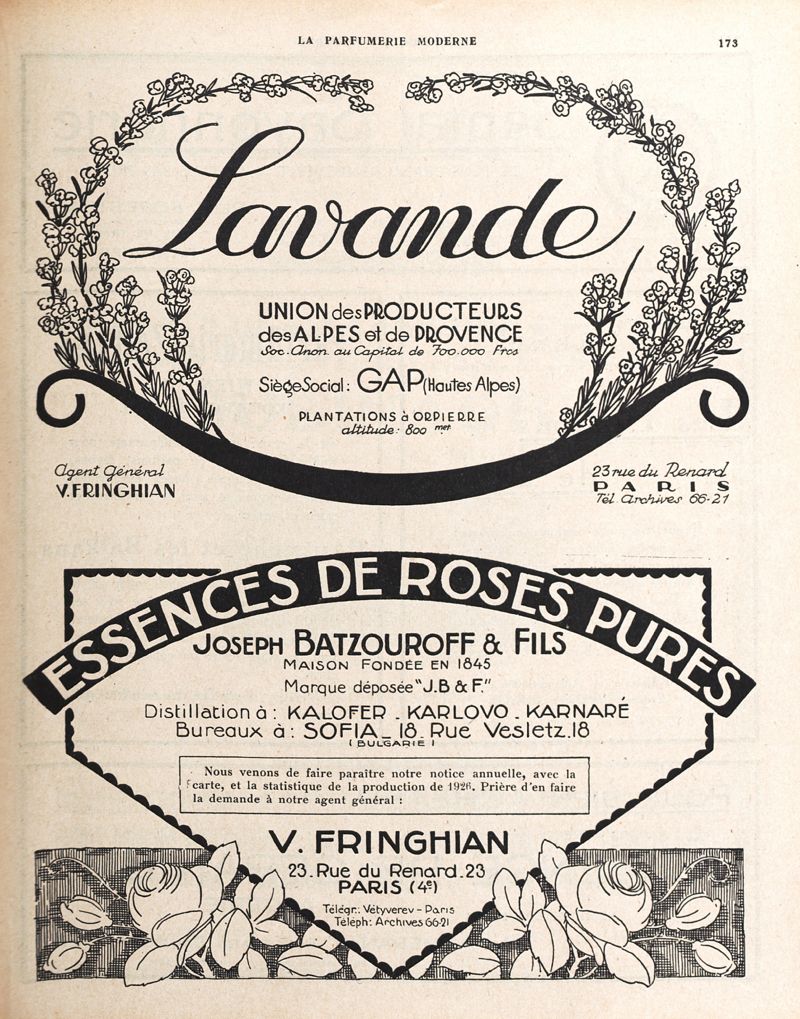 LA PARFUMERIE MODERNE
173
Lavande
UNION des PRODUCTEURS
des ALPES et de PROVENCE
Soc. Anon. au Capital de 700.000 Frcs
Siège Social: GAP (Hautes Alpes)
PLANTATIONS à ORPIERRE
altitude: 800 met.
Agent Général
V. FRINGHIAN
23 rue du Renard
PARIS
Tél. Archives 66-21
ESSENCES DE ROSES PURES
JOSEPH BATZOUROFF & FILS
MAISON FONDÉE EN 1845
Marque déposée "J.B & F."
Distillation à: KALOFER - KARLOVO - KARNARÉ
Bureaux à: SOFIA - 18. Rue Vesletz.18
(BULGARIE)
Nous venons de faire paraître notre notice annuelle, avec la
carte, et la statistique de la production de 1926. Prière d'en faire
la demande à notre agent général :
V. FRINGHIAN
23. Rue du Renard. 23
PARIS (4e)
Télégr: Vétyverev - Paris
Téléph: Archives 66-21